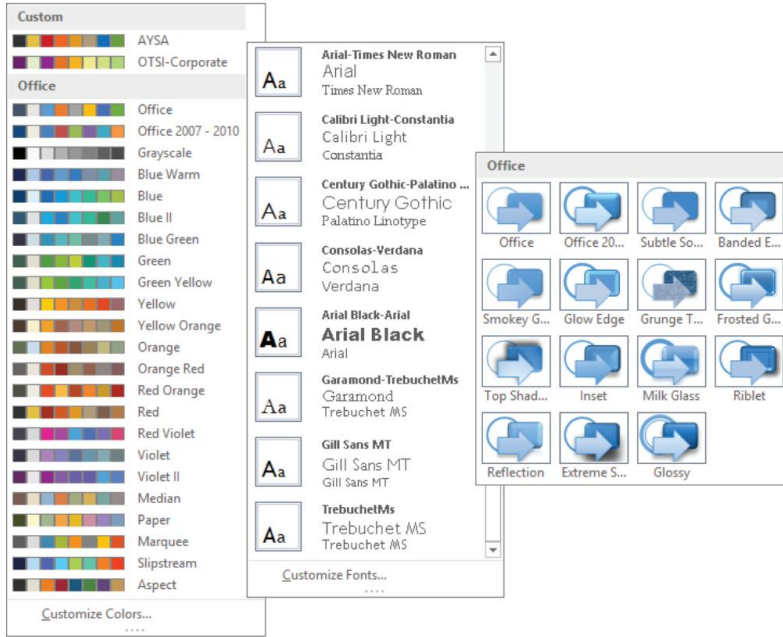 Custom
AYSA
OTSI-Corporate
Office
Office
Office 2007 - 2010
Grayscale
Blue Warm
Blue
Blue II
Blue Green
Green
Green Yellow
Yellow
Yellow Orange
Orange
Orange Red
Red Orange
Red
Red Violet
Violet
Violet II
Median
Paper
Marquee
Slipstream
Aspect
Customize Colors...
Arial-Times New Roman
Aa
Arial
Times New Roman
Calibri Light-Constantia
Aa
Calibri Light
Constantia
Century Gothic-Palatino ...
Aa
Century Gothic
Palatino Linotype
Consolas-Verdana
Aa
Consolas
Verdana
Arial Black-Arial
Aa
Arial Black
Arial
Garamond-TrebuchetMs
Aa
Garamond
Trebuchet MS
Gill Sans MT
Aa
Gill Sans MT
Gill Sans MT
TrebuchetMs
Aa
Trebuchet MS
Trebuchet MS
Customize Fonts...
Office
Office Office 20... Subtle So... Banded E...
Smokey G... Glow Edge Grunge T... Frosted G...
Top Shad... Inset Milk Glass Riblet
Reflection Extreme S... Glossy